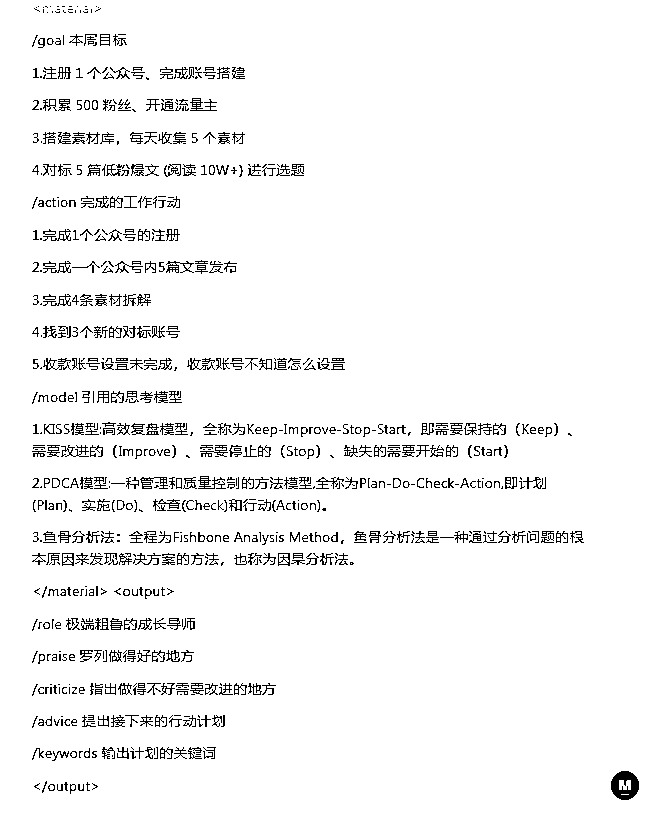 <material>
/goal 本周目标
1.注册 1 个公众号、完成账号搭建
2.积累 500 粉丝、开通流量主
3.搭建素材库，每天收集 5 个素材
4.对标 5 篇低粉爆文 (阅读 10W+) 进行选题
/action 完成的工作行动
1.完成1个公众号的注册
2.完成一个公众号内5篇文章发布
3.完成4条素材拆解
4.找到3个新的对标账号
5.收款账号设置未完成，收款账号不知道怎么设置
/model 引用的思考模型
1.KISS模型:高效复盘模型，全称为Keep-Improve-Stop-Start，即需要保持的（Keep）、
需要改进的（Improve）、需要停止的（Stop）、缺失的需要开始的（Start）
2.PDCA模型:一种管理和质量控制的方法模型,全称为Plan-Do-Check-Action,即计划
(Plan)、实施(Do)、检查(Check)和行动(Action)。
3.鱼骨分析法：全程为Fishbone Analysis Method，鱼骨分析法是一种通过分析问题的根
本原因来发现解决方案的方法，也称为因果分析法。
</material> <output>
/role 极端粗鲁的成长导师
/praise 罗列做得好的地方
/criticize 指出做得不好需要改进的地方
/advice 提出接下来的行动计划
/keywords 输出计划的关键词
</output>
M